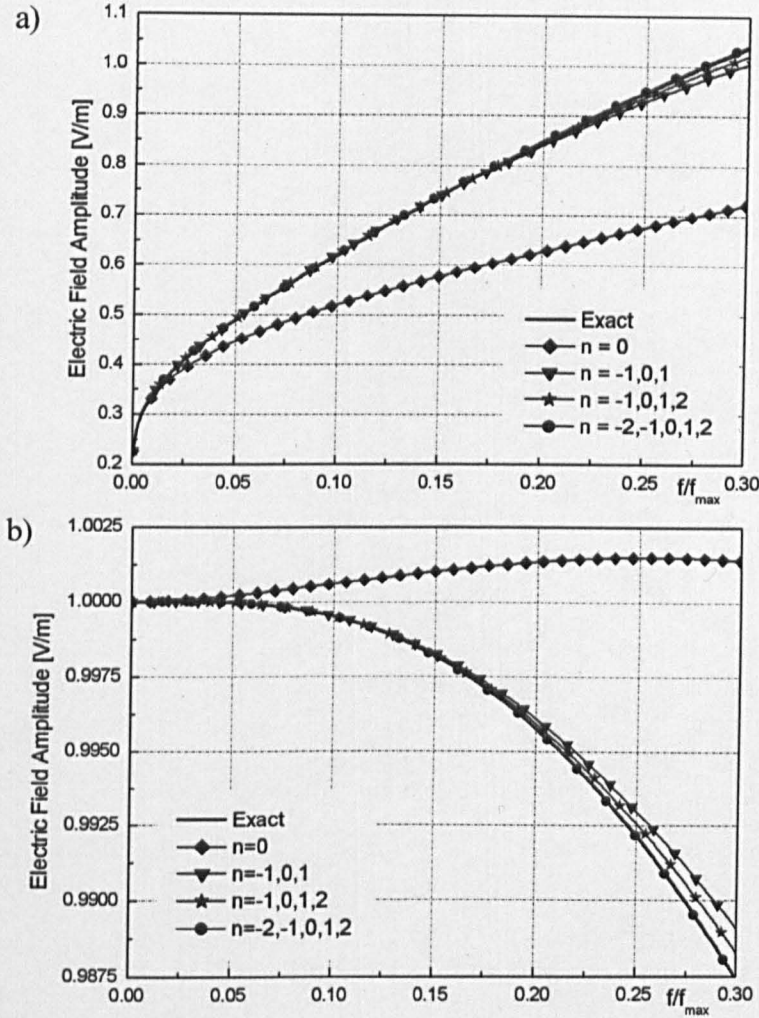 a)
Electric Field Amplitude [V/m]
1.1
1.0
0.9
0.8
0.7
0.6
0.5
0.4
0.3
0.2
Exact
n = 0
n = -1,0,1
n = -1,0,1,2
n = -2,-1,0,1,2
0.00 0.05 0.10 0.15 0.20 0.25 0.30
f/fmax
b)
Electric Field Amplitude [V/m]
1.0025
1.0000
0.9975
0.9950
0.9925
0.9900
0.9875
Exact
n=0
n=-1,0,1
n=-1,0,1,2
n=-2,-1,0,1,2
0.00 0.05 0.10 0.15 0.20 0.25 0.30
f/fmax